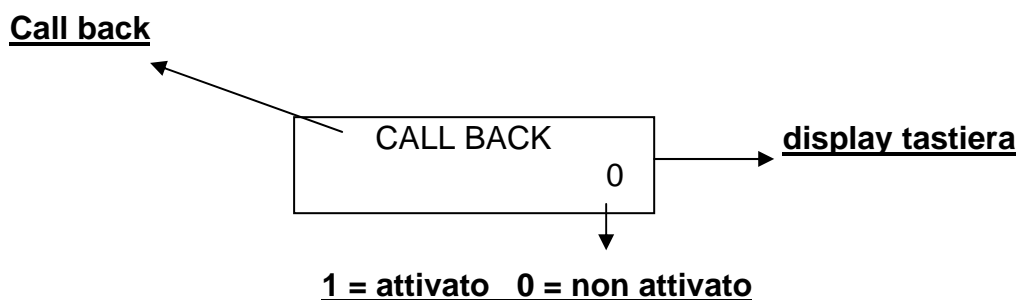 Call back
CALL BACK
display tastiera
0
1 = attivato 0 = non attivato